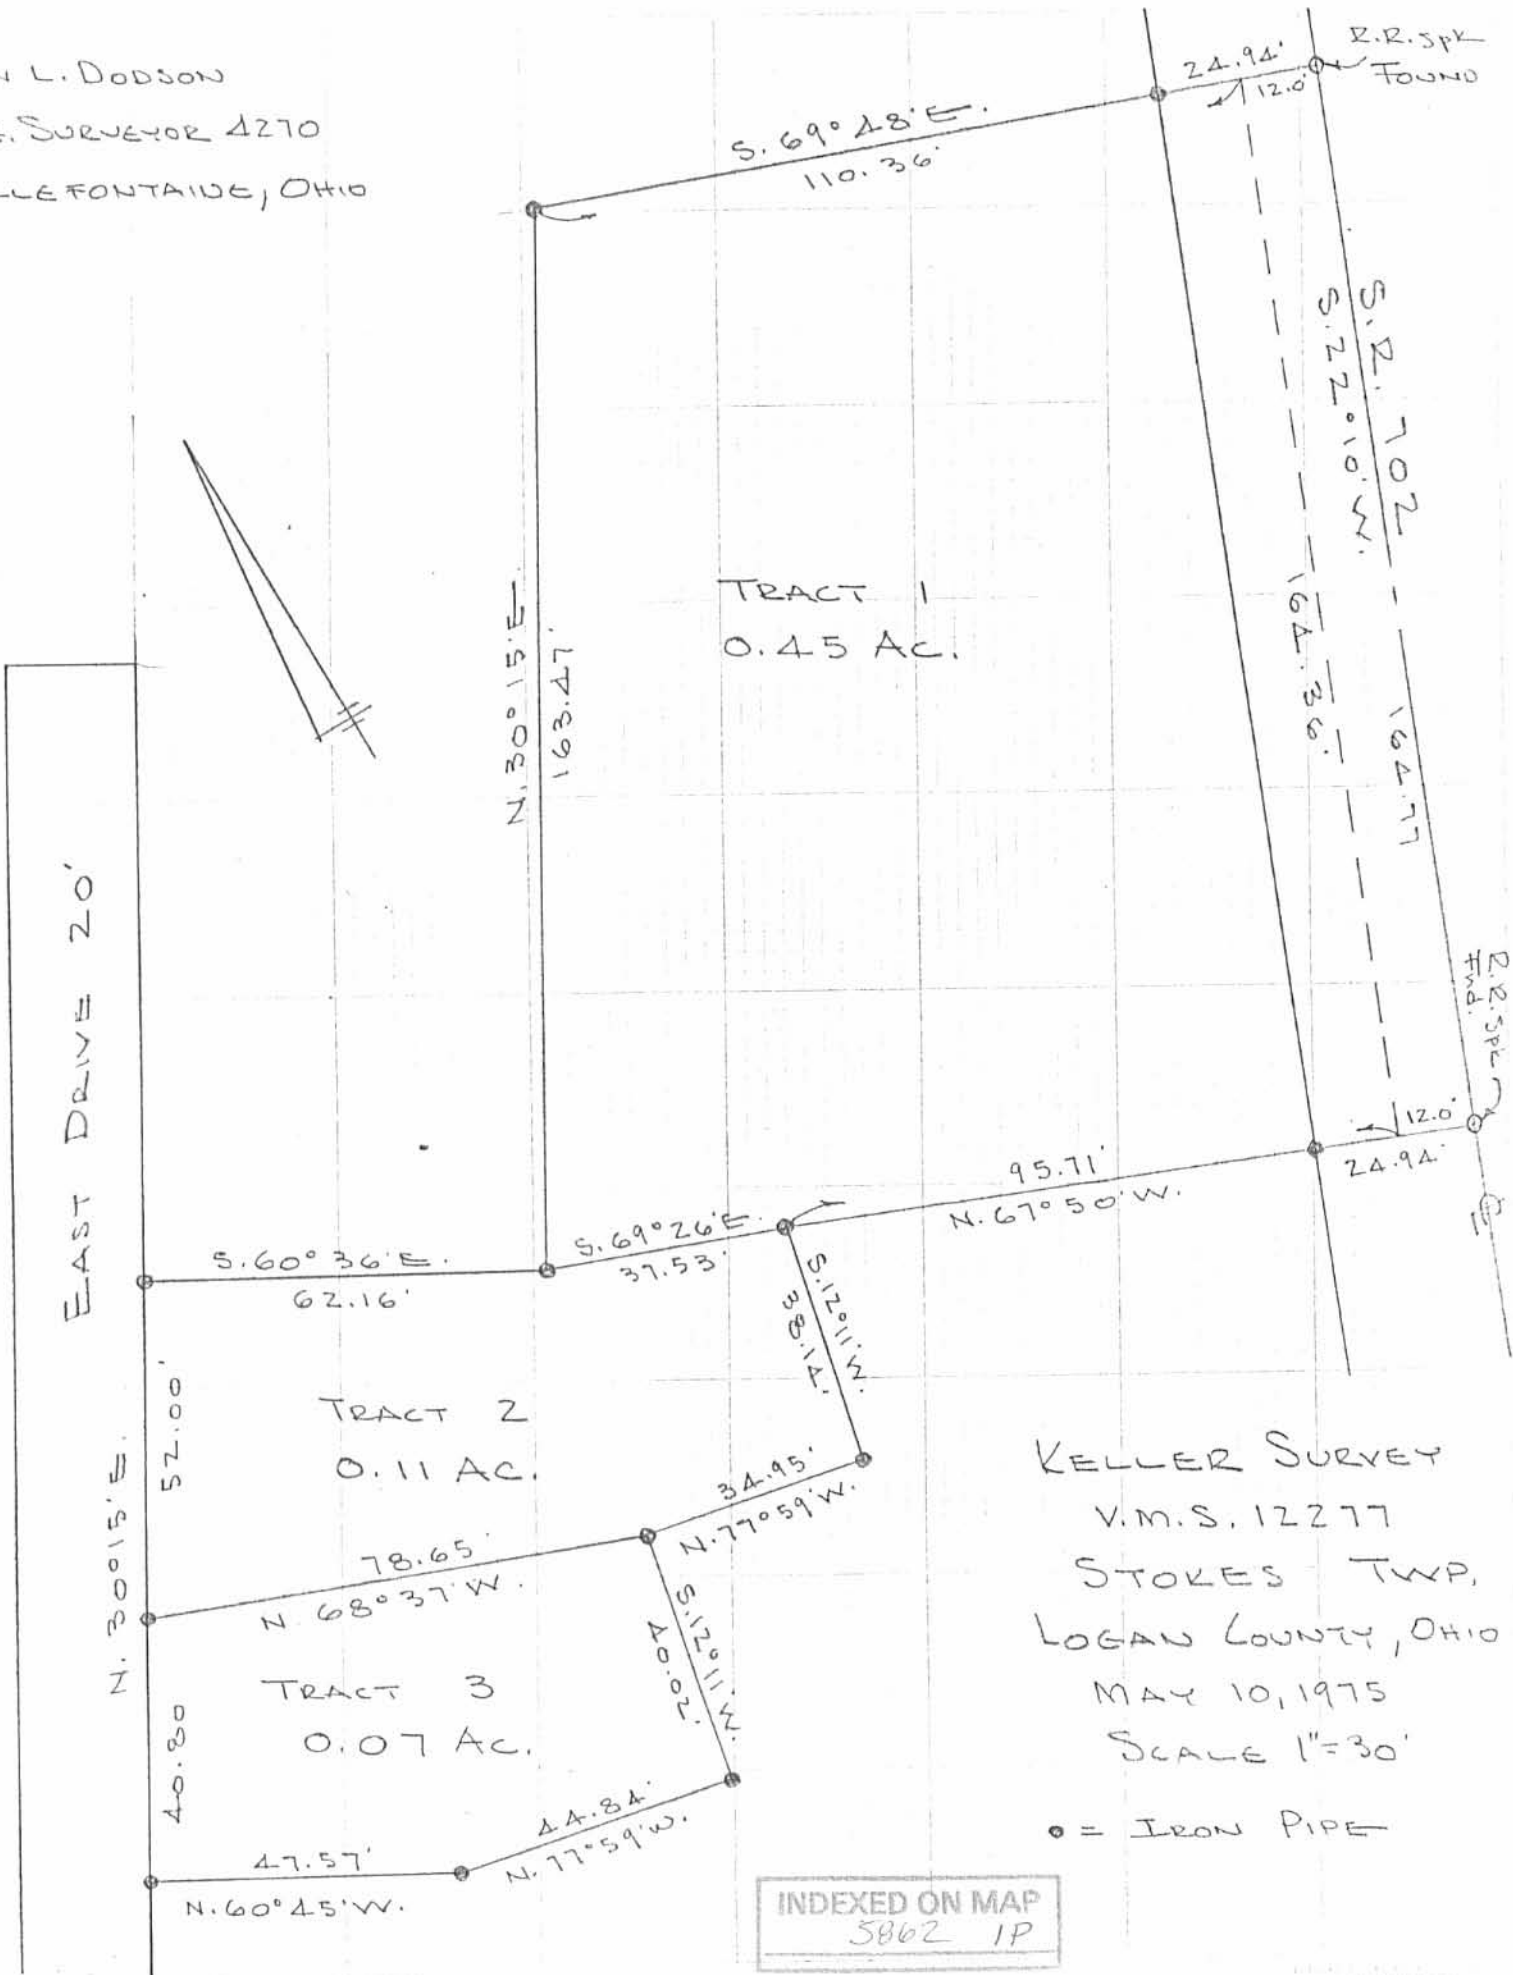 L. DODSON
SURVEYOR 4270
LLEFONTAINE, OHIO
R.R. Spk
FOUND
24.94'
12.0'
S. 69° 48' E.
110.36'
S.R. 702
S. 22° 10' W.
164.36'
164.77
N. 30° 15' E.
163.47'
TRACT 1
0.45 AC.
EAST DRIVE 20'
R.R. Spk
Fnd.
12.0'
24.94'
95.71'
N. 67° 50' W.
S. 69° 26' E.
37.53'
S. 60° 36' E.
62.16'
S. 12° 11' W.
38.14'
52.00'
N. 30° 15' E.
TRACT 2
0.11 AC.
34.95'
N. 77° 59' W.
78.65'
N. 68° 37' W.
S. 12° 11' W.
40.02'
TRACT 3
0.07 AC.
40.80
44.84'
N. 77° 59' W.
47.57'
N. 60° 45' W.
KELLER SURVEY
V.M.S. 12277
STOKES TWP.
LOGAN COUNTY, OHIO
MAY 10, 1975
SCALE 1"=30'
= IRON PIPE
INDEXED ON MAP
5862 1P